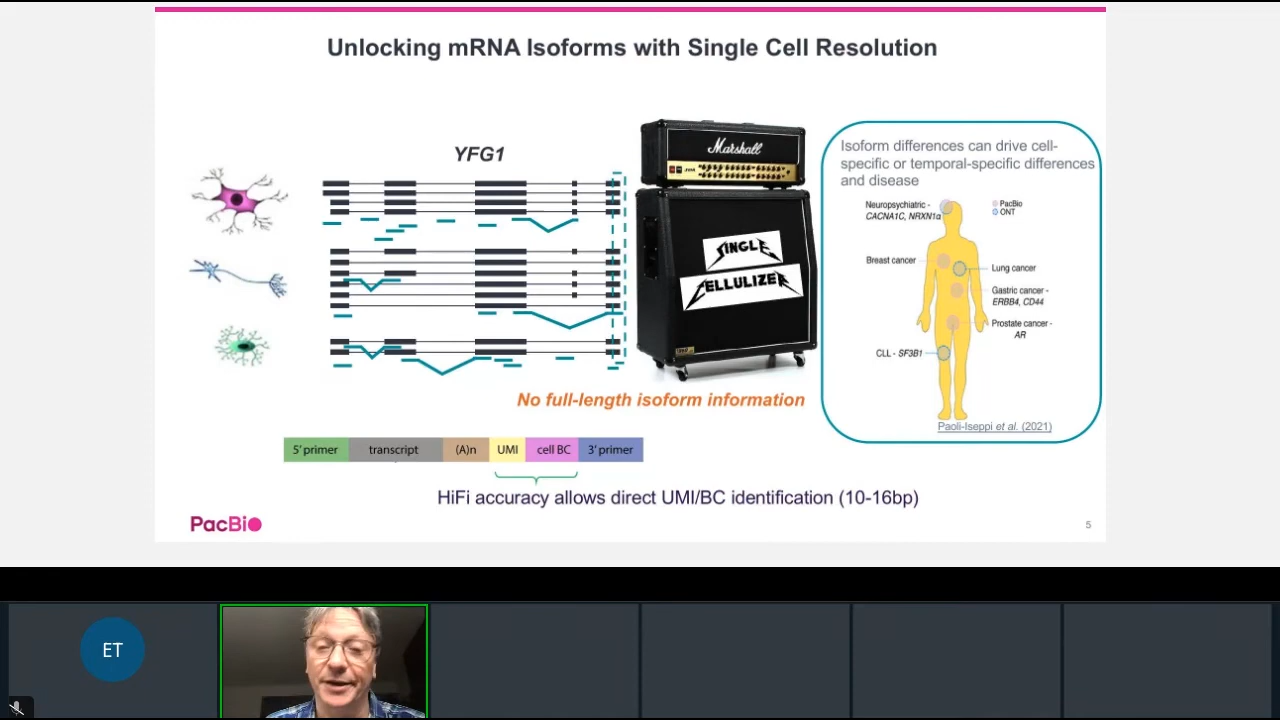 Unlocking mRNA Isoforms with Single Cell Resolution
YFG1
Marshall
SINGLE
CELLULIZER
No full-length isoform information
Isoform differences can drive cell-
specific or temporal-specific differences
and disease
Neuropsychiatric -
CACNA1C, NRXN1α
PacBio
ONT
Breast cancer
Lung cancer
Gastric cancer -
ERBB4, CD44
Prostate cancer -
AR
CLL - SF3B1
Paoli-Iseppi et al. (2021)
5' primer transcript (A)n UMI cell BC 3' primer
HiFi accuracy allows direct UMI/BC identification (10-16bp)
PacBio
5
ET